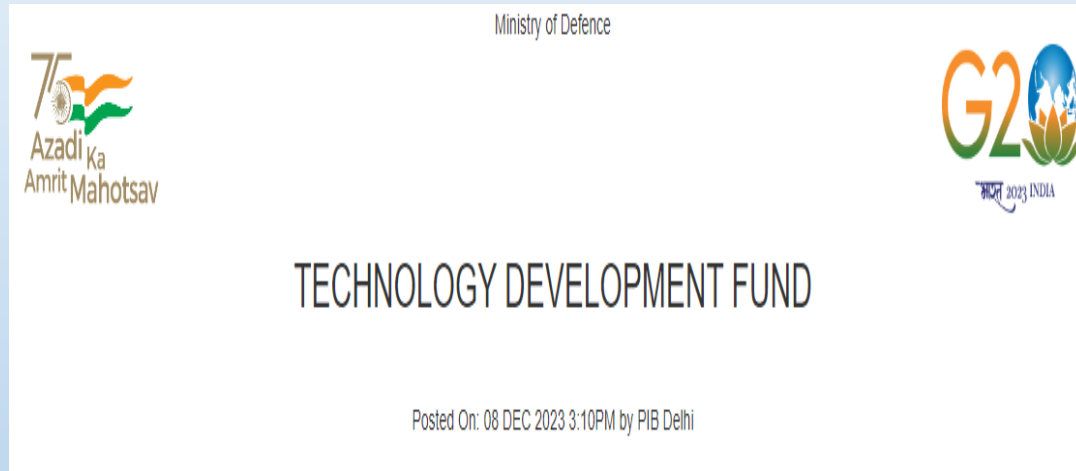 Ministry of Defence
75
Azadi Ka
Amrit Mahotsav
G20
भारत 2023 INDIA
TECHNOLOGY DEVELOPMENT FUND
Posted On: 08 DEC 2023 3:10PM by PIB Delhi